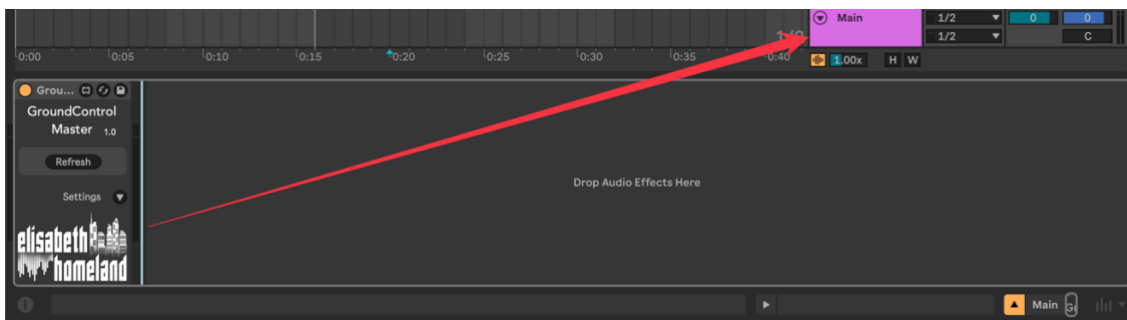 Main
1/2
0
0
1/2
1/2
C
0:00
0:05
0:10
0:15
0:20
0:25
0:30
0:35
0:40
1.00x
H
W
Grou...
GroundControl
Master 1.0
Refresh
Settings
elisabeth
homeland
Drop Audio Effects Here
Main